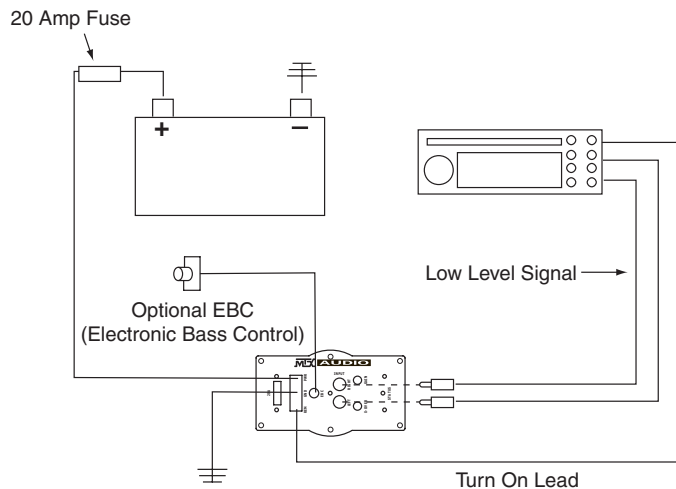 20 Amp Fuse
+
−
Low Level Signal
Optional EBC
(Electronic Bass Control)
MTX AUDIO
INPUT
Turn On Lead